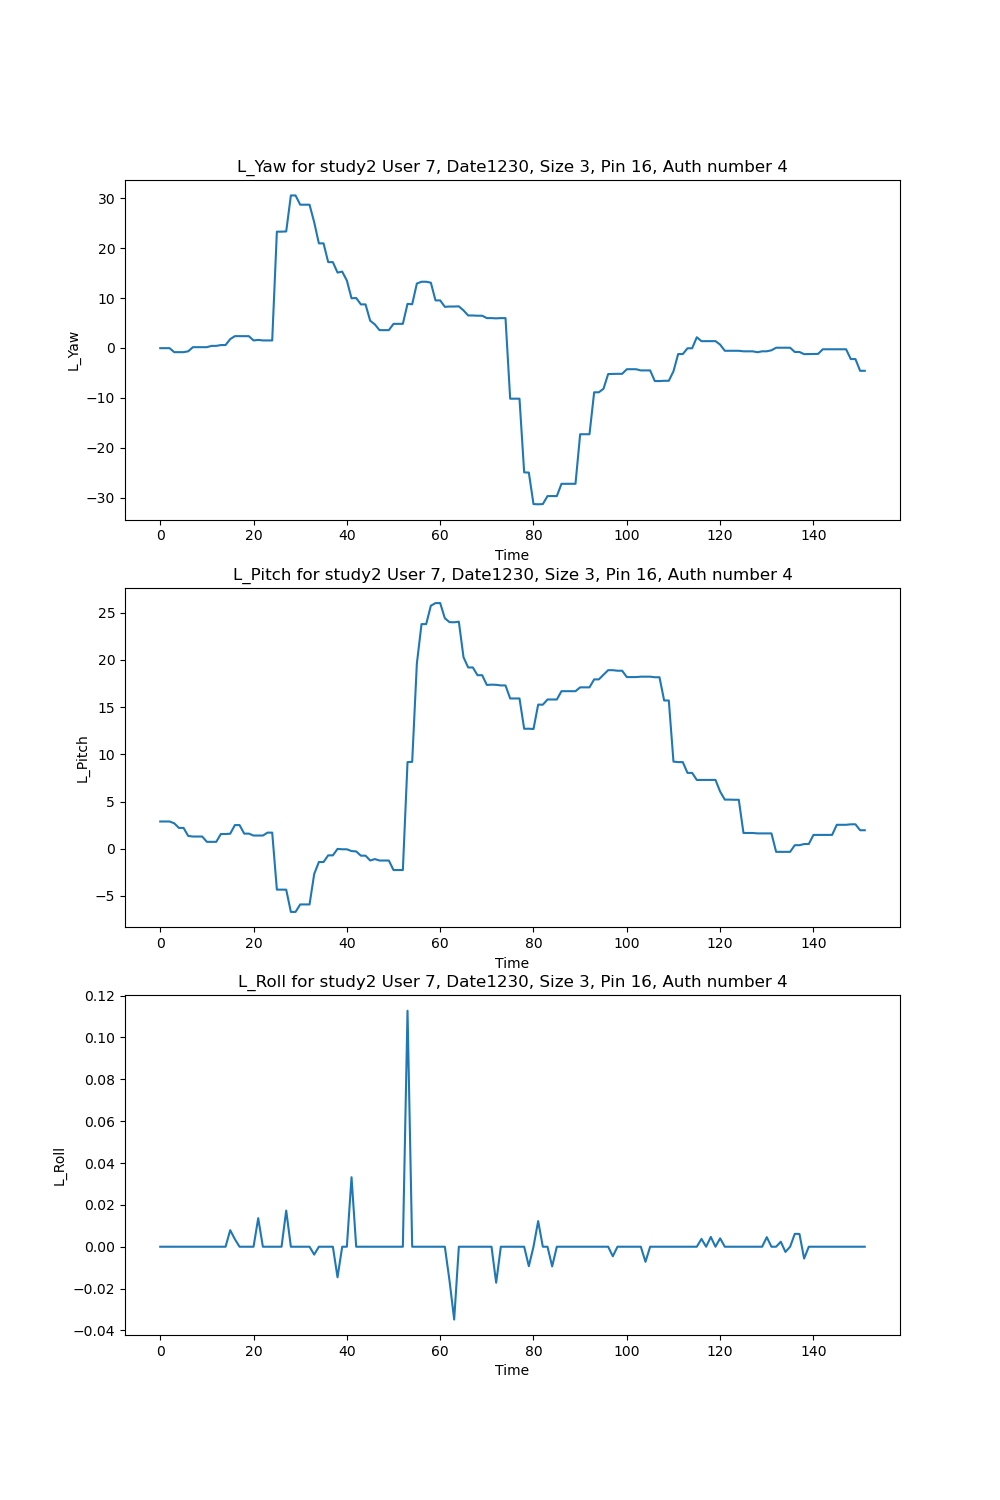 L_Yaw for study2 User 7, Date1230, Size 3, Pin 16, Auth number 4
30
20
10
0
−10
−20
−30
L_Yaw
0 20 40 60 80 100 120 140
Time
L_Pitch for study2 User 7, Date1230, Size 3, Pin 16, Auth number 4
25
20
15
10
5
0
−5
L_Pitch
0 20 40 60 80 100 120 140
Time
L_Roll for study2 User 7, Date1230, Size 3, Pin 16, Auth number 4
0.12
0.10
0.08
0.06
0.04
0.02
0.00
−0.02
−0.04
L_Roll
0 20 40 60 80 100 120 140
Time